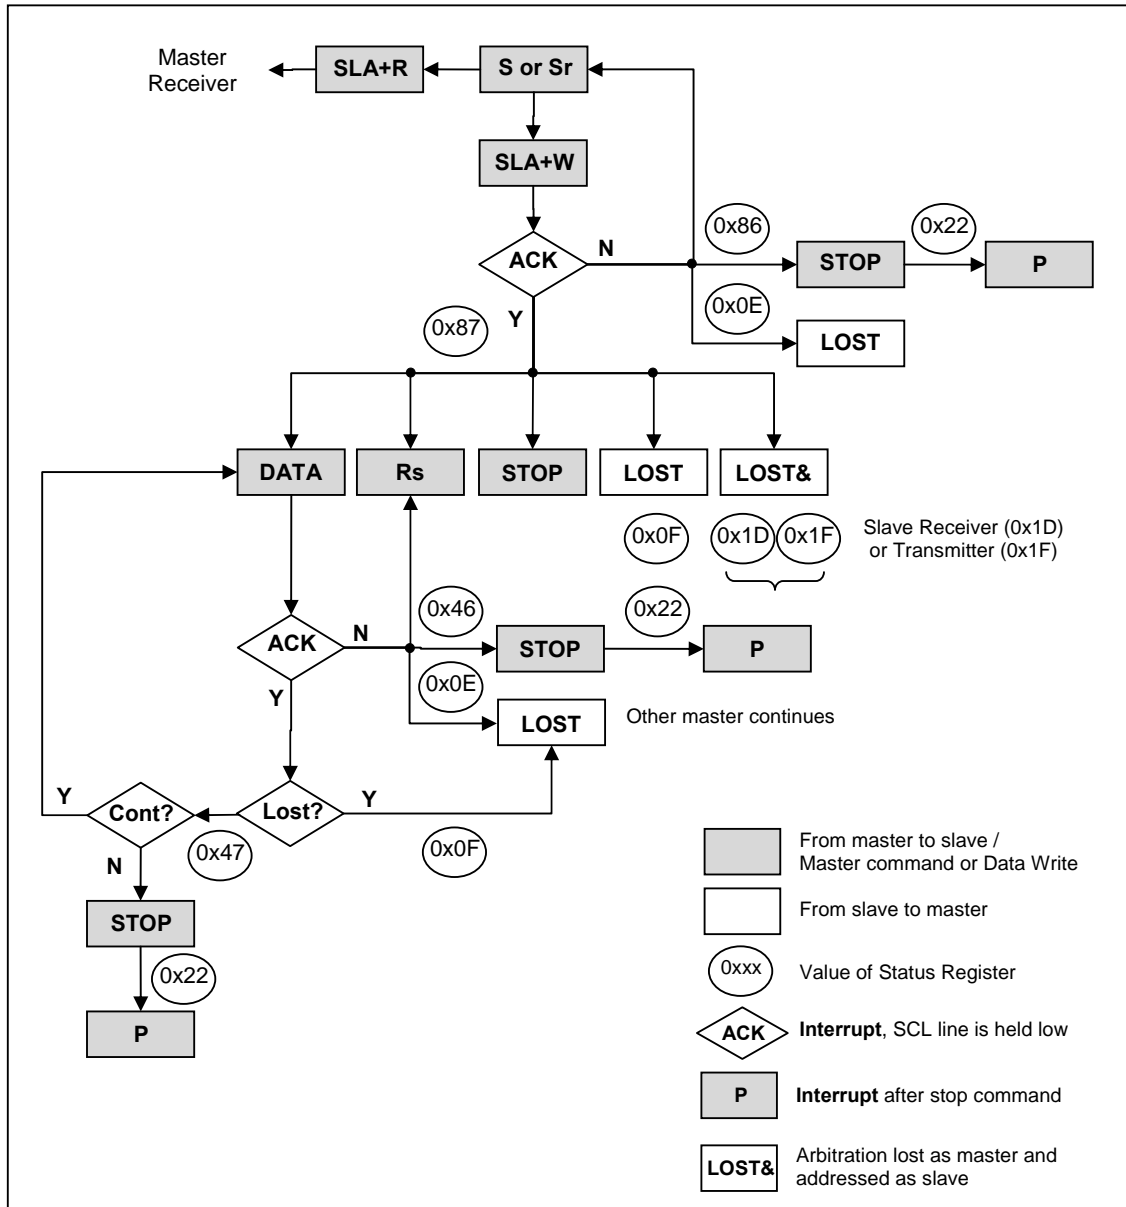 Master
Receiver
SLA+R
S or Sr
SLA+W
ACK
N
0x86
0x22
STOP
P
Y
0x0E
0x87
LOST
DATA
Rs
STOP
LOST
LOST&
0x0F
0x1D
0x1F
Slave Receiver (0x1D)
or Transmitter (0x1F)
ACK
N
0x46
0x22
STOP
P
Y
0x0E
LOST
Other master continues
Y
Cont?
Lost?
Y
N
0x47
0x0F
STOP
0x22
P
From master to slave /
Master command or Data Write
From slave to master
0xxx
Value of Status Register
ACK
Interrupt, SCL line is held low
P
Interrupt after stop command
LOST&
Arbitration lost as master and
addressed as slave